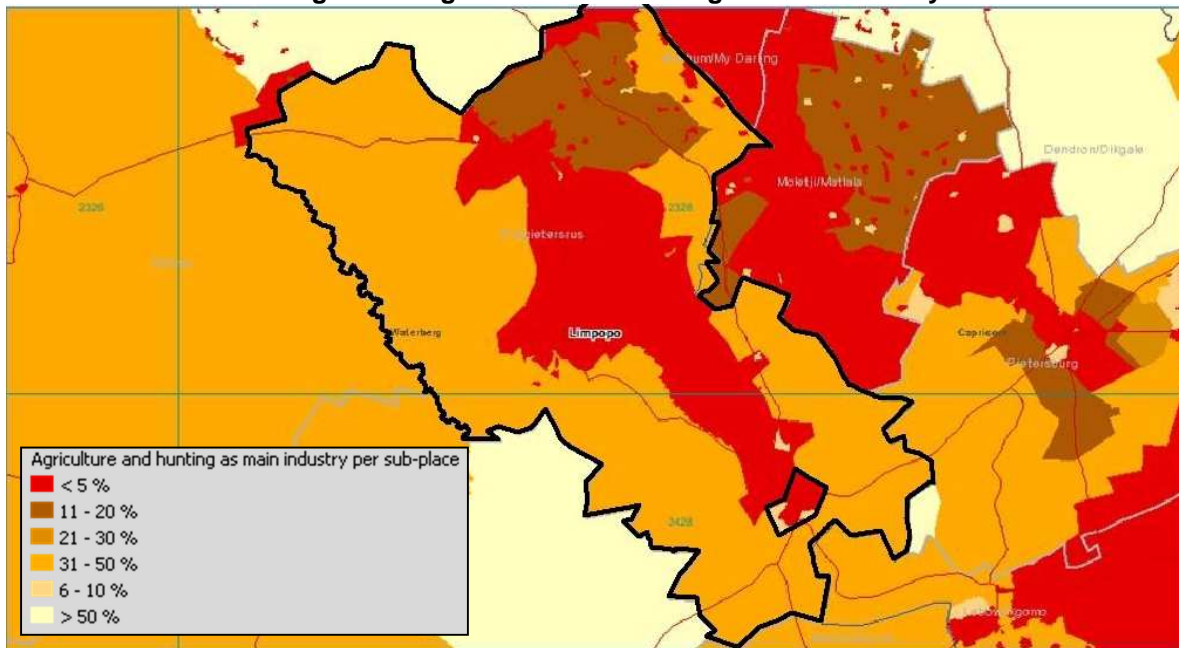 Dendron/Dikgale
Moletji/Matlala
2326
2328
Waterberg
Limpopo
Capricorn
Pietersburg
2428
Agriculture and hunting as main industry per sub-place
< 5 %
11 - 20 %
21 - 30 %
31 - 50 %
6 - 10 %
> 50 %